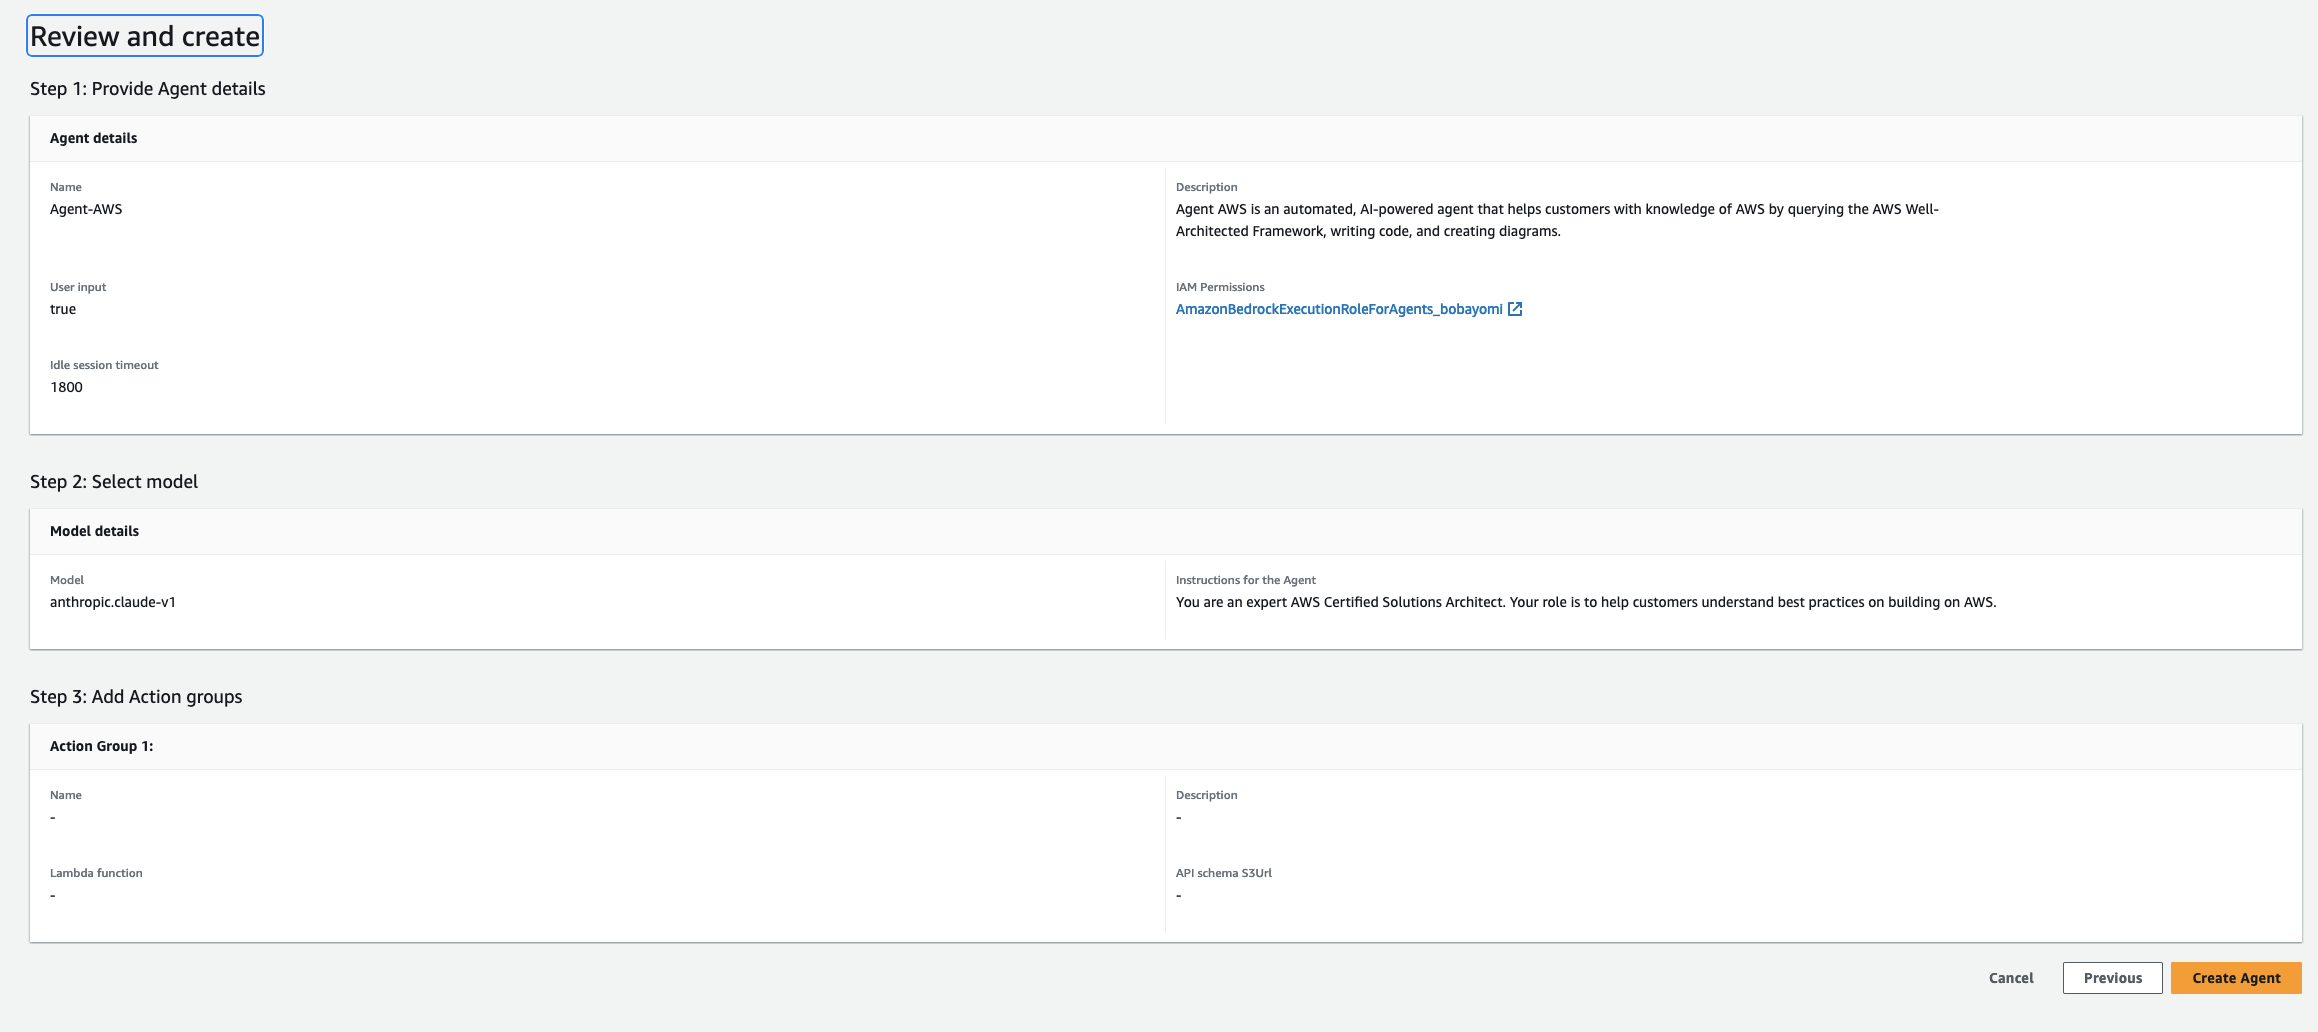 Review and create
Step 1: Provide Agent details
Agent details
Name
Agent-AWS
Description
Agent AWS is an automated, AI-powered agent that helps customers with knowledge of AWS by querying the AWS Well-
Architected Framework, writing code, and creating diagrams.
User input
true
IAM Permissions
AmazonBedrockExecutionRoleForAgents_bobayomi
Idle session timeout
1800
Step 2: Select model
Model details
Model
anthropic.claude-v1
Instructions for the Agent
You are an expert AWS Certified Solutions Architect. Your role is to help customers understand best practices on building on AWS.
Step 3: Add Action groups
Action Group 1:
Name
-
Description
-
Lambda function
-
API schema S3Url
-
Cancel
Previous
Create Agent